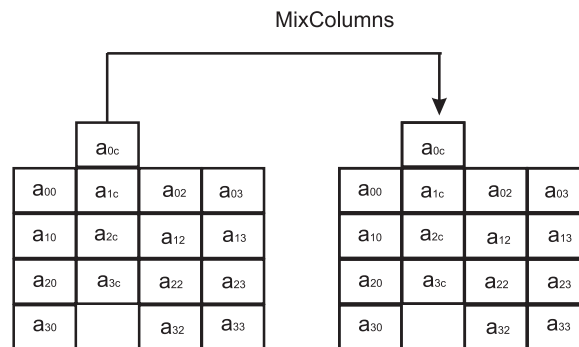 MixColumns
a0c a0c
a00 a1c a02 a03 a00 a1c a02 a03
a10 a2c a12 a13 a10 a2c a12 a13
a20 a3c a22 a23 a20 a3c a22 a23
a30 a32 a33 a30 a32 a33